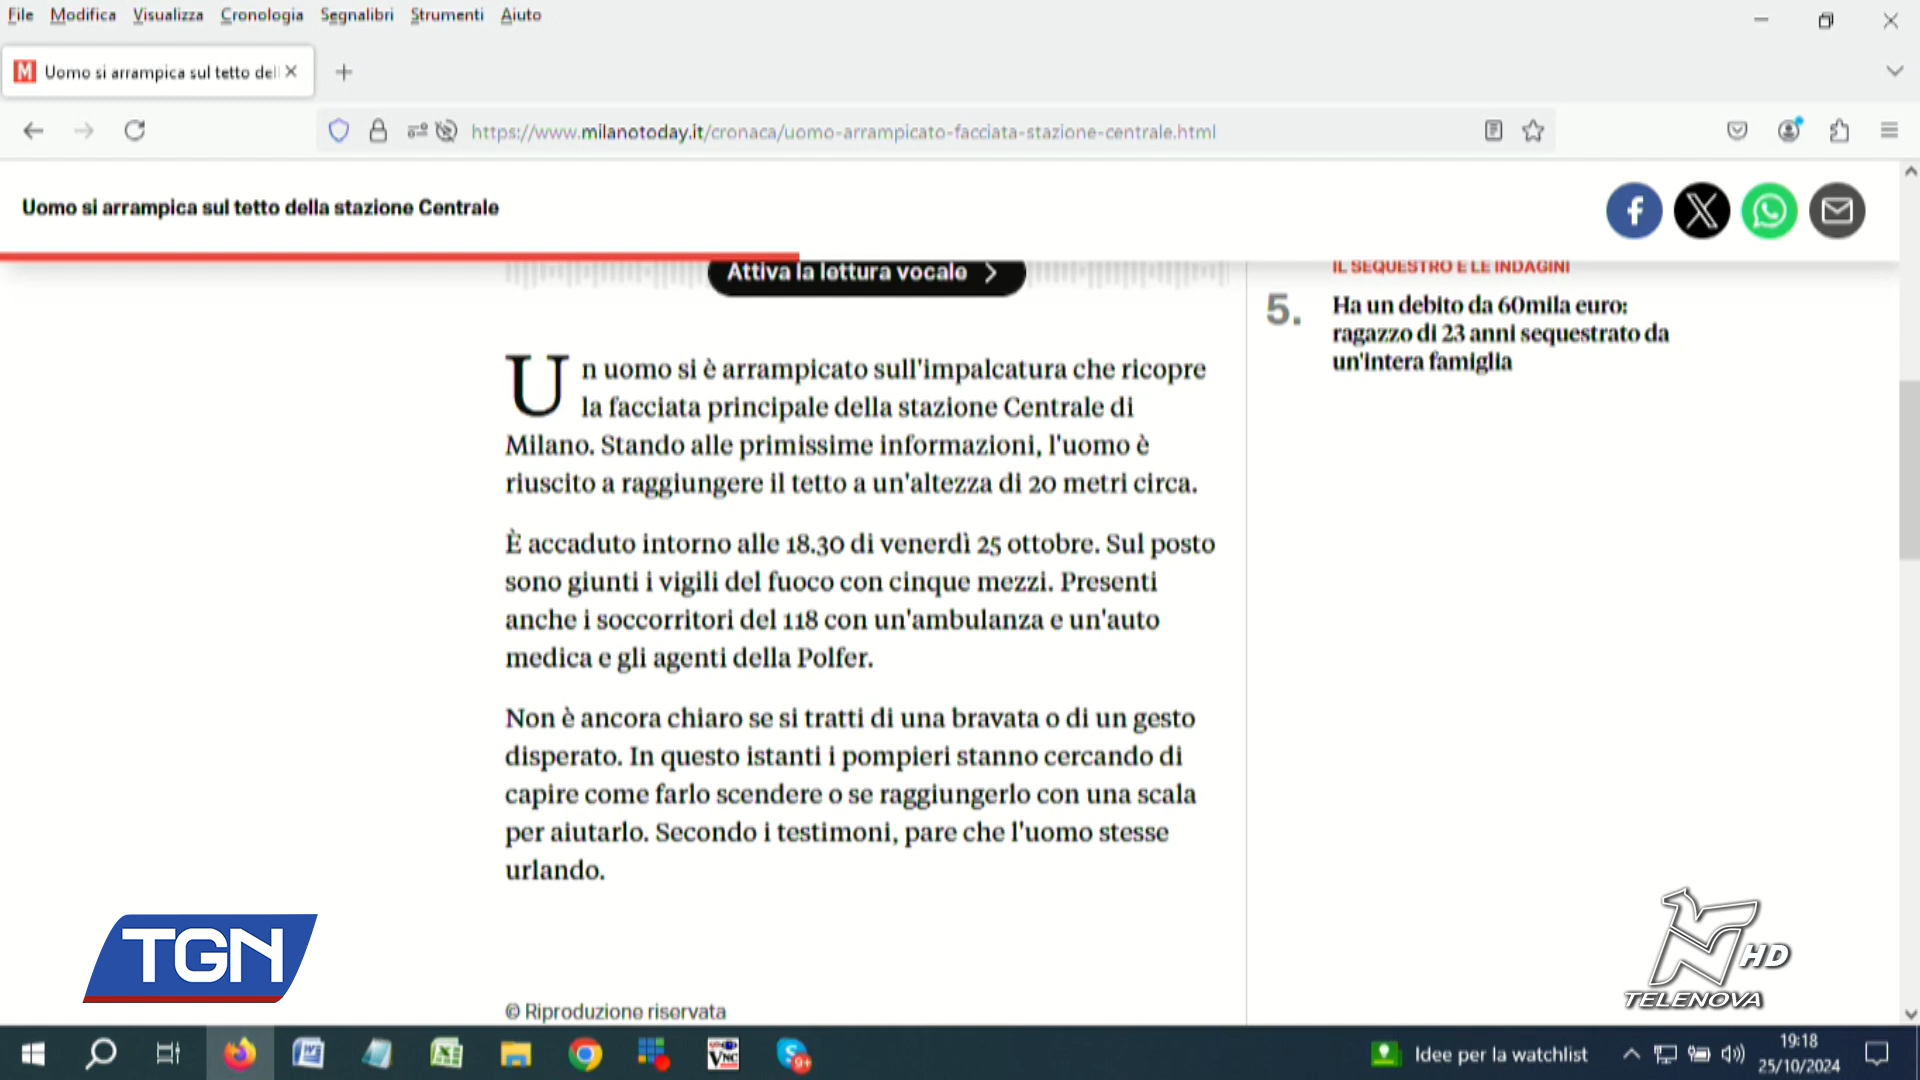 File Modifica Visualizza Cronologia Segnalibri Strumenti Aiuto
M Uomo si arrampica sul tetto del
https://www.milanotoday.it/cronaca/uomo-arrampicato-facciata-stazione-centrale.html
Uomo si arrampica sul tetto della stazione Centrale
Attiva la lettura vocale
Un uomo si è arrampicato sull'impalcatura che ricopre
la facciata principale della stazione Centrale di
Milano. Stando alle primissime informazioni, l'uomo è
riuscito a raggiungere il tetto a un'altezza di 20 metri circa.
È accaduto intorno alle 18.30 di venerdì 25 ottobre. Sul posto
sono giunti i vigili del fuoco con cinque mezzi. Presenti
anche i soccorritori del 118 con un'ambulanza e un'auto
medica e gli agenti della Polfer.
Non è ancora chiaro se si tratti di una bravata o di un gesto
disperato. In questo istanti i pompieri stanno cercando di
capire come farlo scendere o se raggiungerlo con una scala
per aiutarlo. Secondo i testimoni, pare che l'uomo stesse
urlando.
© Riproduzione riservata
IL SEQUESTRO E LE INDAGINI
5.
Ha un debito da 60mila euro:
ragazzo di 23 anni sequestrato da
un'intera famiglia
TGN
HD
TELENOVA
VNC
S
9+
Idee per la watchlist
19:18
25/10/2024